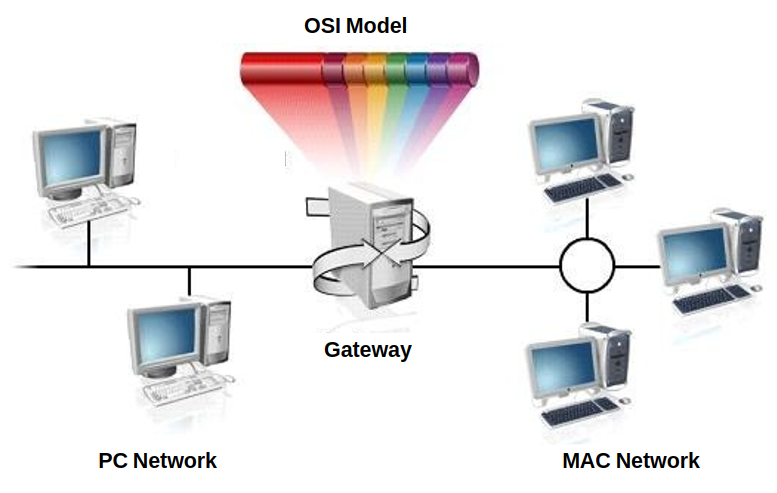 OSI Model
Gateway
PC Network
MAC Network